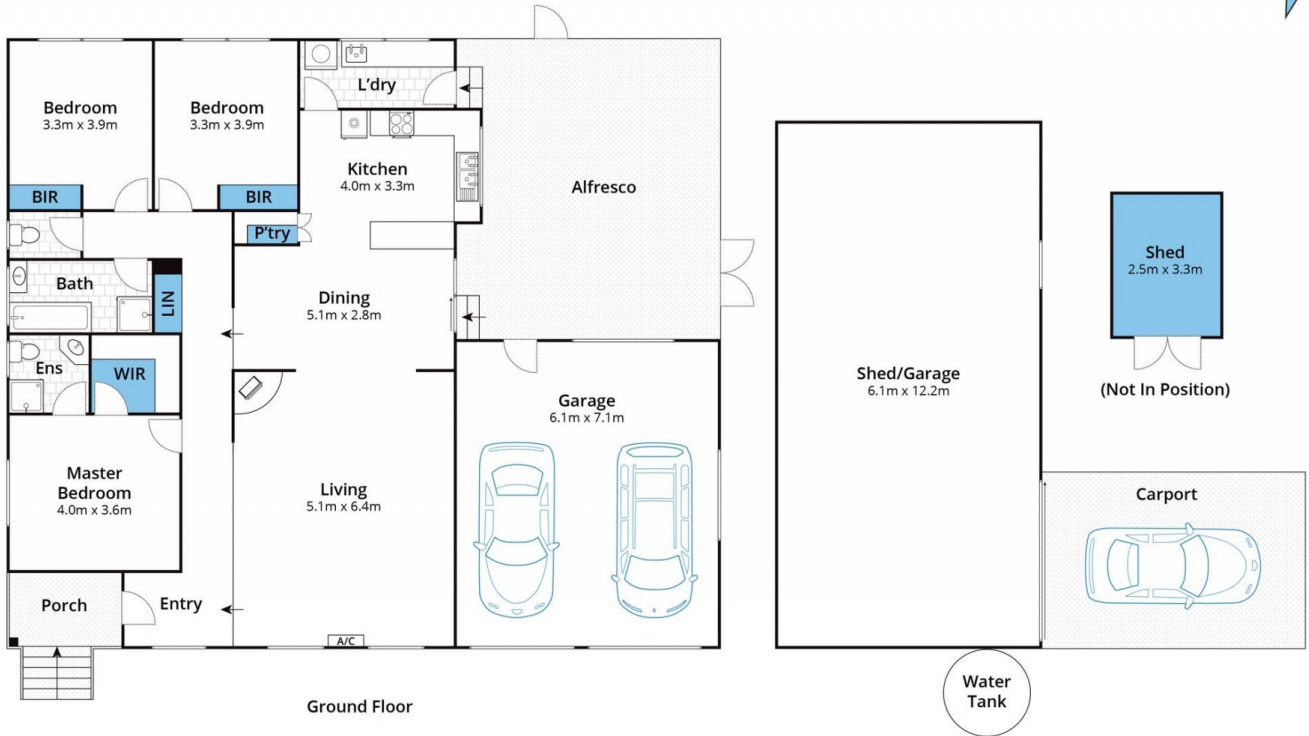 Bedroom
3.3m x 3.9m
Bedroom
3.3m x 3.9m
L'dry
Kitchen
4.0m x 3.3m
Alfresco
BIR
BIR
P'try
Bath
LIN
Dining
5.1m x 2.8m
Ens
WIR
Garage
6.1m x 7.1m
Master
Bedroom
4.0m x 3.6m
Living
5.1m x 6.4m
Porch
Entry
A/C
Ground Floor
Shed/Garage
6.1m x 12.2m
Shed
2.5m x 3.3m
(Not In Position)
Carport
Water
Tank